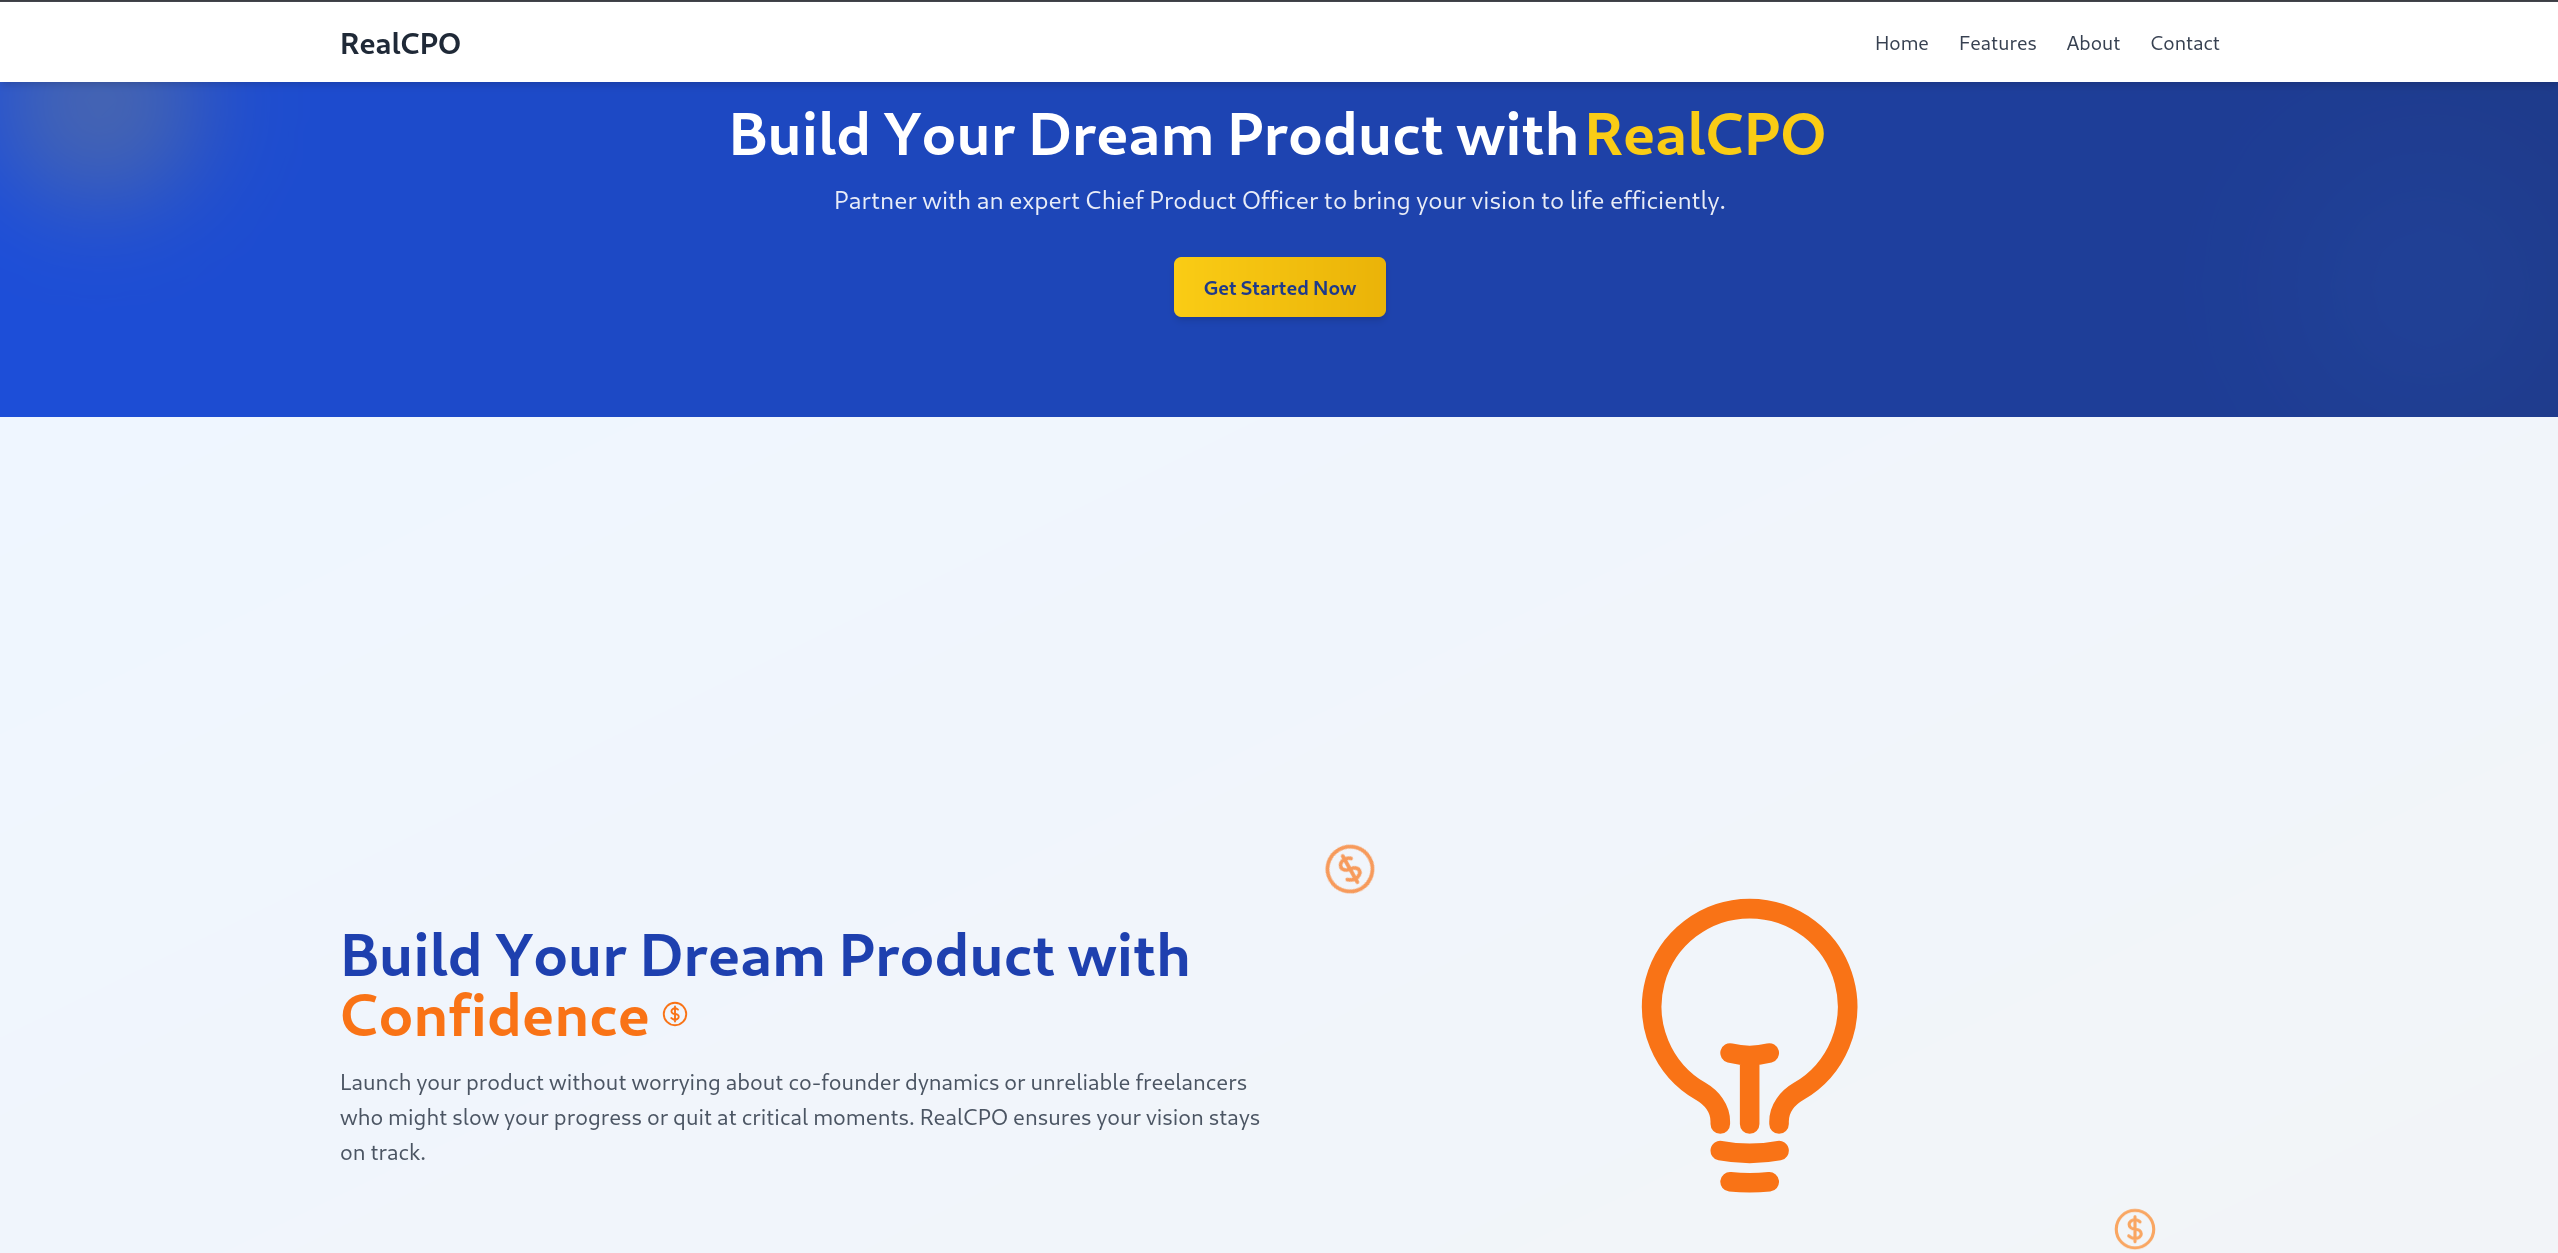 RealCPO
Home Features About Contact
Build Your Dream Product with RealCPO
Partner with an expert Chief Product Officer to bring your vision to life efficiently.
Get Started Now
$
Build Your Dream Product with
Confidence $
Launch your product without worrying about co-founder dynamics or unreliable freelancers
who might slow your progress or quit at critical moments. RealCPO ensures your vision stays
on track.
$